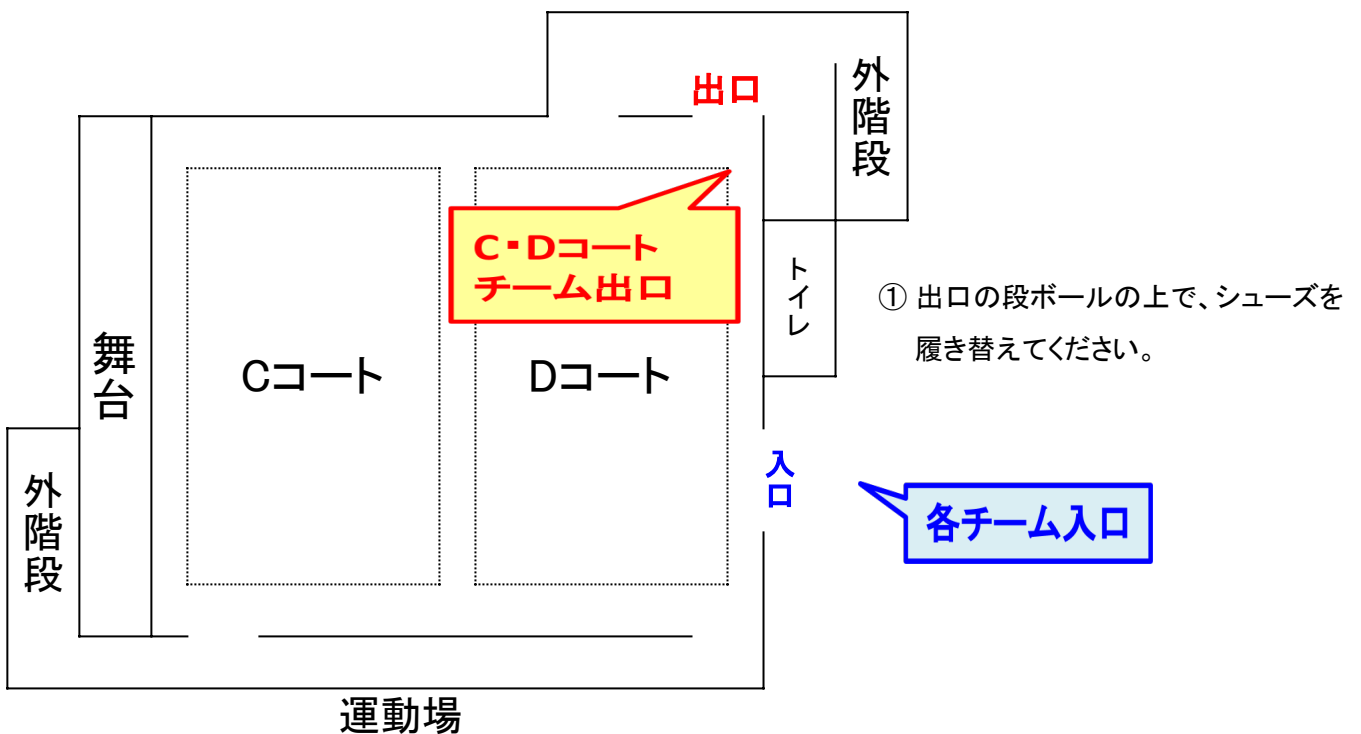 出口
外階段
C・Dコート
チーム出口
トイレ
① 出口の段ボールの上で、シューズを
履き替えてください。
舞台
Cコート
Dコート
入口
各チーム入口
外階段
運動場